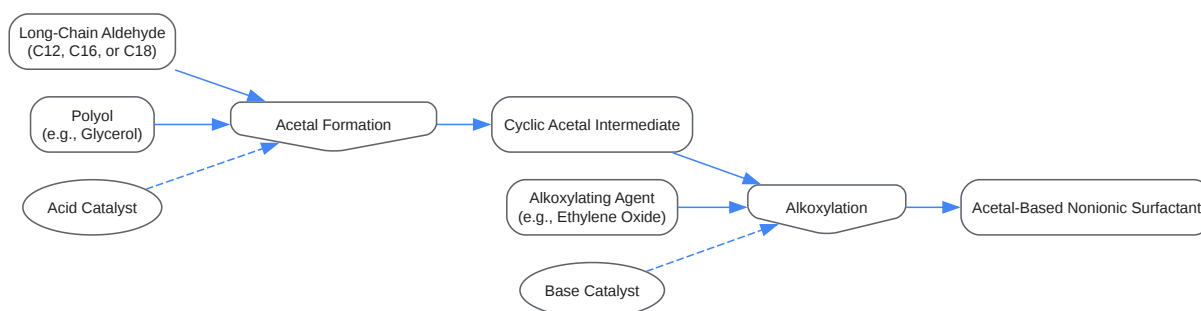 Long-Chain Aldehyde
(C12, C16, or C18)
Polyol
(e.g., Glycerol)
Acetal Formation
Cyclic Acetal Intermediate
Acid Catalyst
Alkoxylating Agent
(e.g., Ethylene Oxide)
Alkoxylation
Acetal-Based Nonionic Surfactant
Base Catalyst